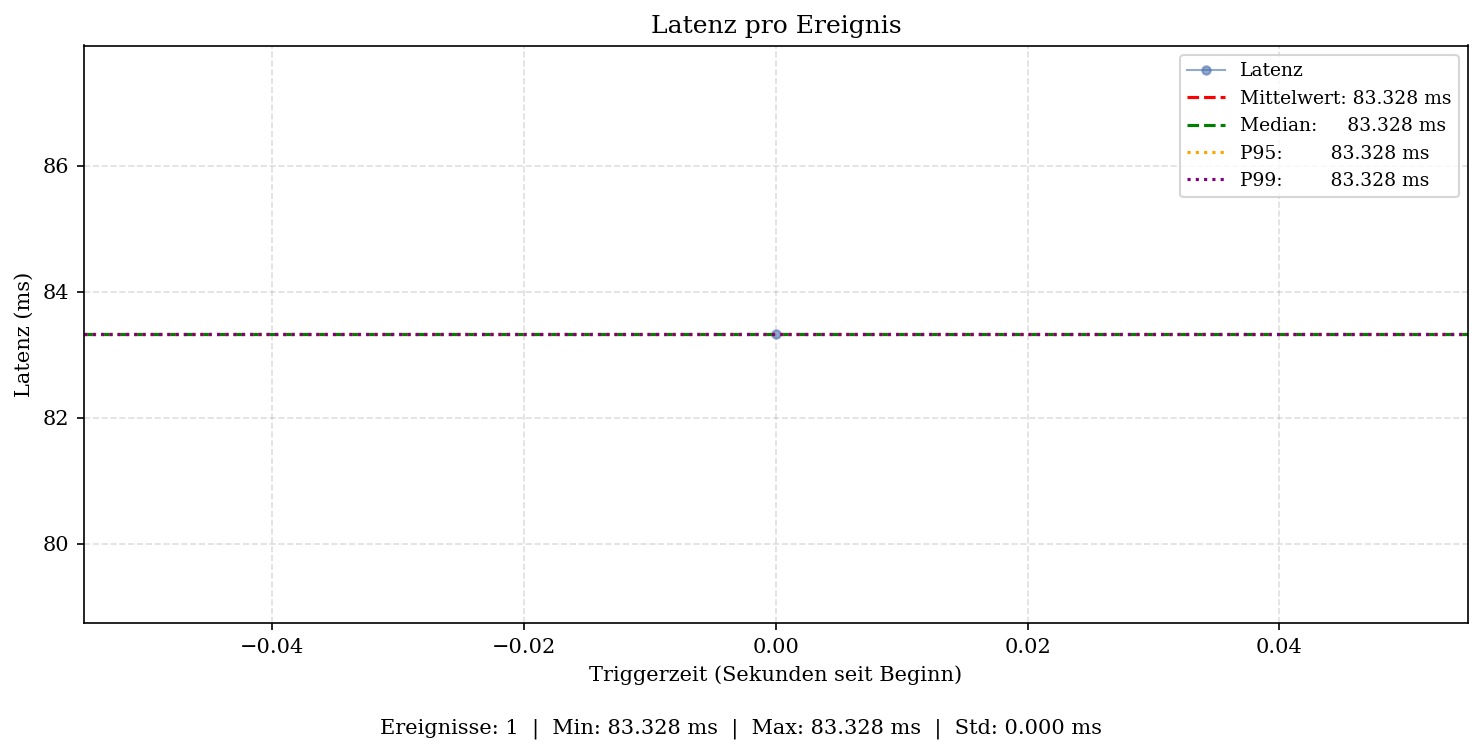 Latenz pro Ereignis
Latenz
Mittelwert: 83.328 ms
Median: 83.328 ms
P95: 83.328 ms
P99: 83.328 ms
Latenz (ms)
86
84
82
80
−0.04
−0.02
0.00
0.02
0.04
Triggerzeit (Sekunden seit Beginn)
Ereignisse: 1 | Min: 83.328 ms | Max: 83.328 ms | Std: 0.000 ms